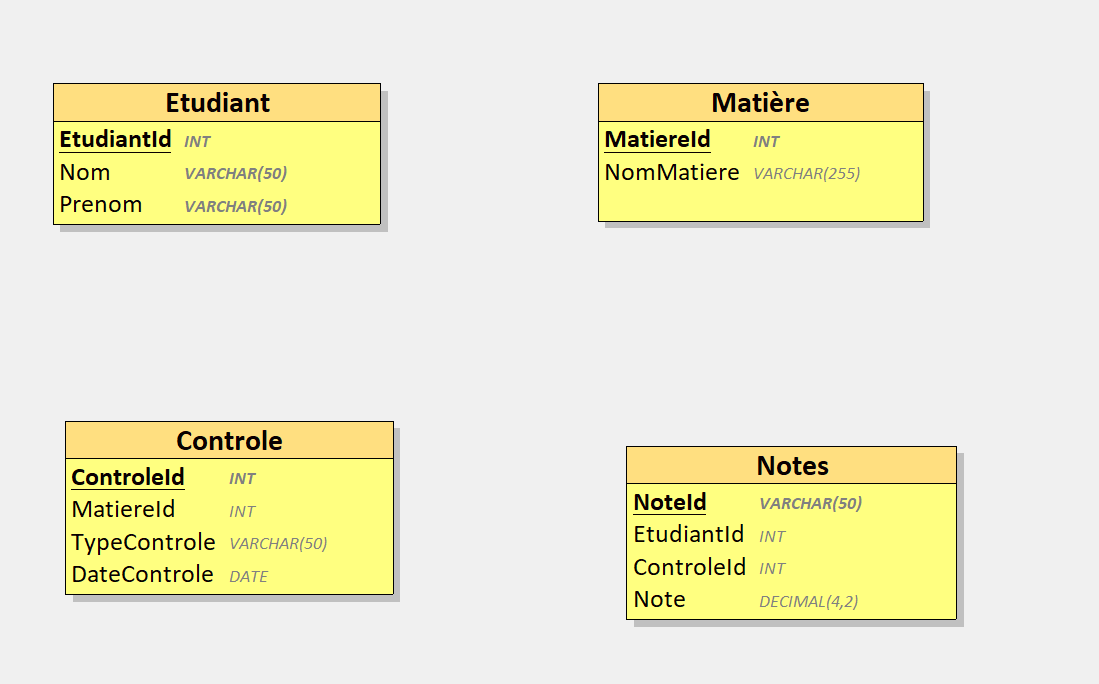 Etudiant
EtudiantId INT
Nom VARCHAR(50)
Prenom VARCHAR(50)
Matière
MatiereId INT
NomMatiere VARCHAR(255)
Controle
ControleId INT
MatiereId INT
TypeControle VARCHAR(50)
DateControle DATE
Notes
NoteId VARCHAR(50)
EtudiantId INT
ControleId INT
Note DECIMAL(4,2)